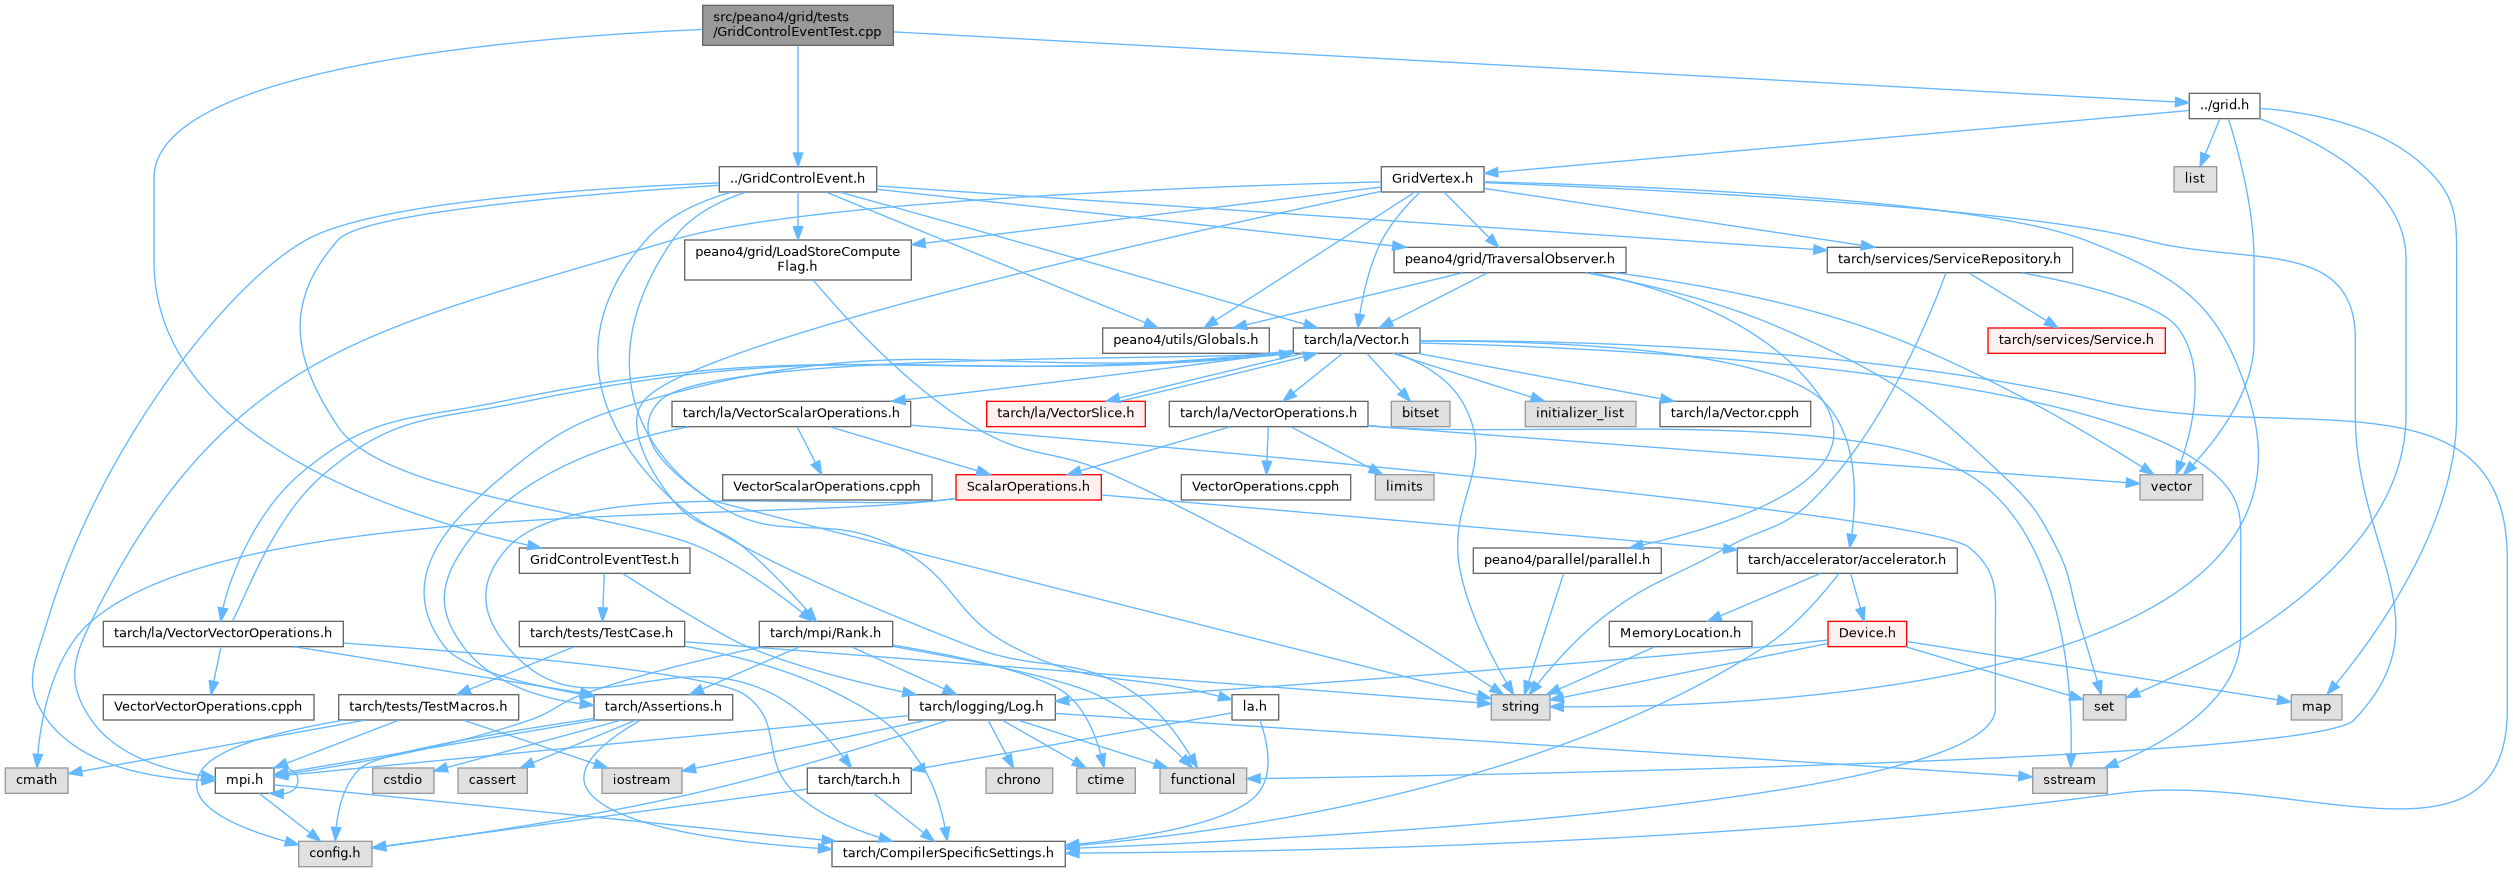 src/peano4/grid/tests
/GridControlEventTest.cpp
../grid.h
../GridControlEvent.h
GridVertex.h
list
peano4/grid/LoadStoreCompute
Flag.h
peano4/grid/TraversalObserver.h
tarch/services/ServiceRepository.h
peano4/utils/Globals.h
tarch/la/Vector.h
tarch/services/Service.h
tarch/la/VectorScalarOperations.h
tarch/la/VectorSlice.h
tarch/la/VectorOperations.h
bitset
initializer_list
tarch/la/Vector.cpph
VectorScalarOperations.cpph
ScalarOperations.h
VectorOperations.cpph
limits
vector
GridControlEventTest.h
peano4/parallel/parallel.h
tarch/accelerator/accelerator.h
tarch/la/VectorVectorOperations.h
tarch/tests/TestCase.h
tarch/mpi/Rank.h
MemoryLocation.h
Device.h
VectorVectorOperations.cpph
tarch/tests/TestMacros.h
tarch/Assertions.h
tarch/logging/Log.h
la.h
string
set
map
cmath
mpi.h
cstdio
cassert
iostream
tarch/tarch.h
chrono
ctime
functional
sstream
config.h
tarch/CompilerSpecificSettings.h